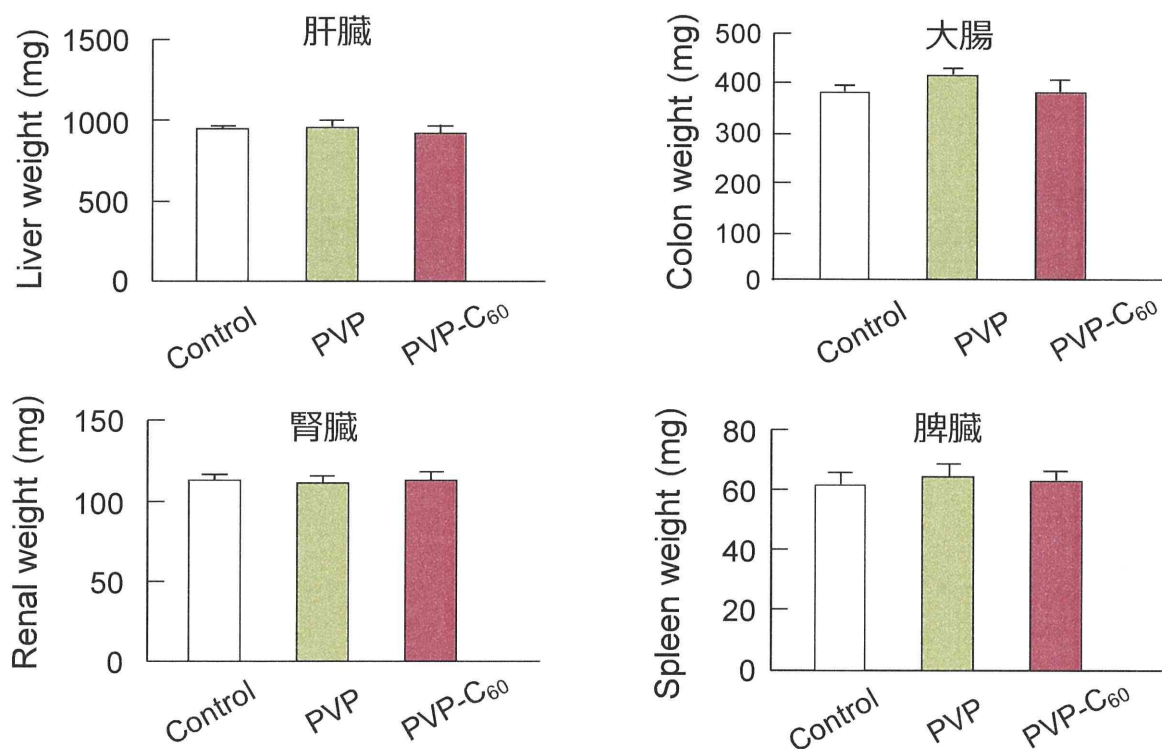 肝臓
Liver weight (mg)
1500
1000
500
0
Control
PVP
PVP-C₆₀
大腸
Colon weight (mg)
500
400
300
200
100
0
Control
PVP
PVP-C₆₀
腎臓
Renal weight (mg)
150
100
50
0
Control
PVP
PVP-C₆₀
脾臓
Spleen weight (mg)
80
60
40
20
0
Control
PVP
PVP-C₆₀